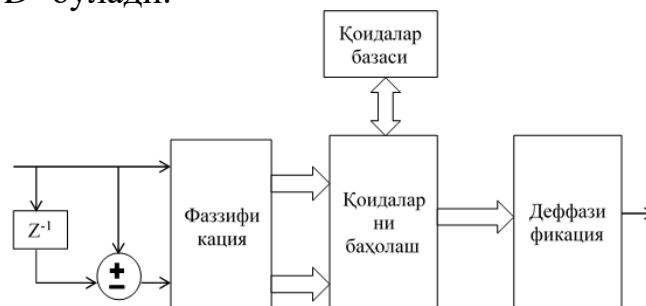 D бўлади.
Қоидалар
базаси
Фаззифи
кация
Қоидалар
ни баҳолаш
Деффази
фикация
Z-1
+
−